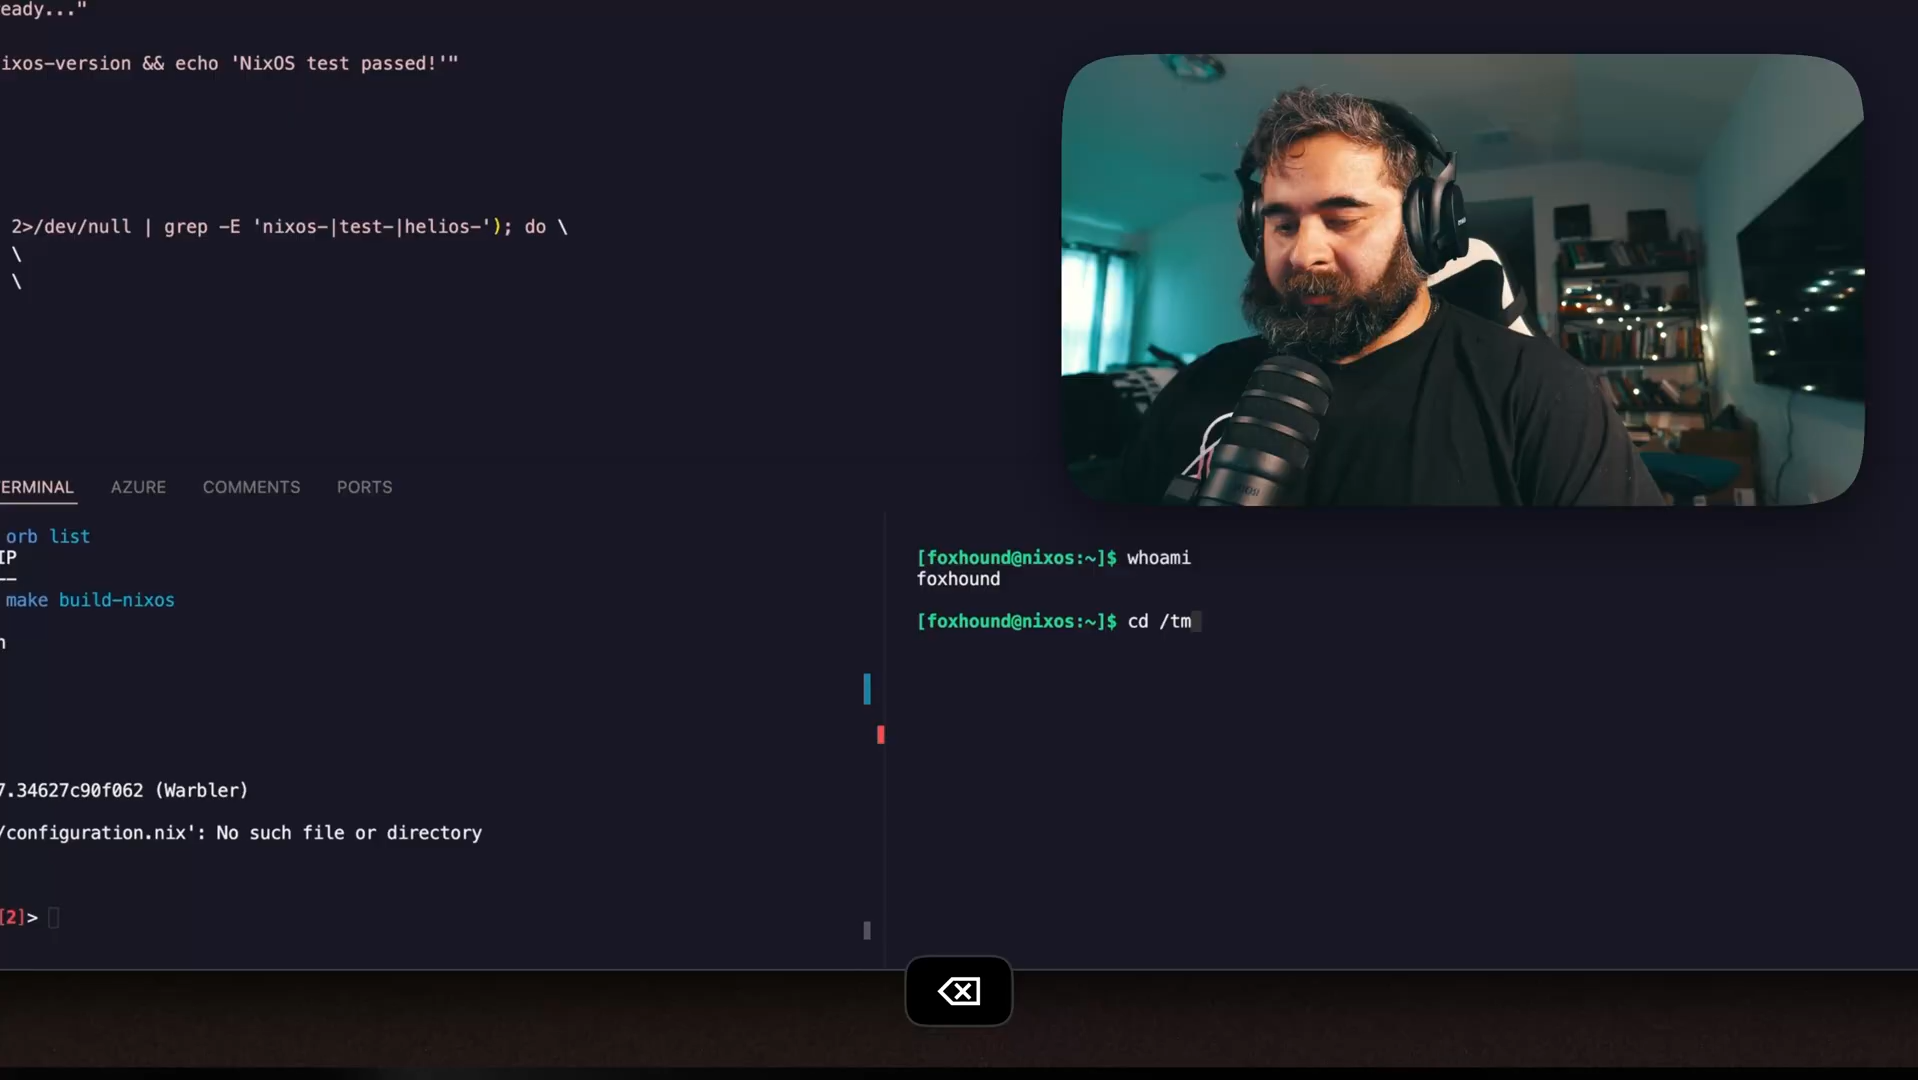 eady..."
ixos-version && echo 'NixOS test passed!'"
2>/dev/null | grep -E 'nixos-|test-|helios-'); do \
\
\
TERMINAL AZURE COMMENTS PORTS
orb list
IP
--
make build-nixos
n
7.34627c90f062 (Warbler)
/configuration.nix': No such file or directory
[2]>
[foxhound@nixos:~]$ whoami
foxhound
[foxhound@nixos:~]$ cd /tm